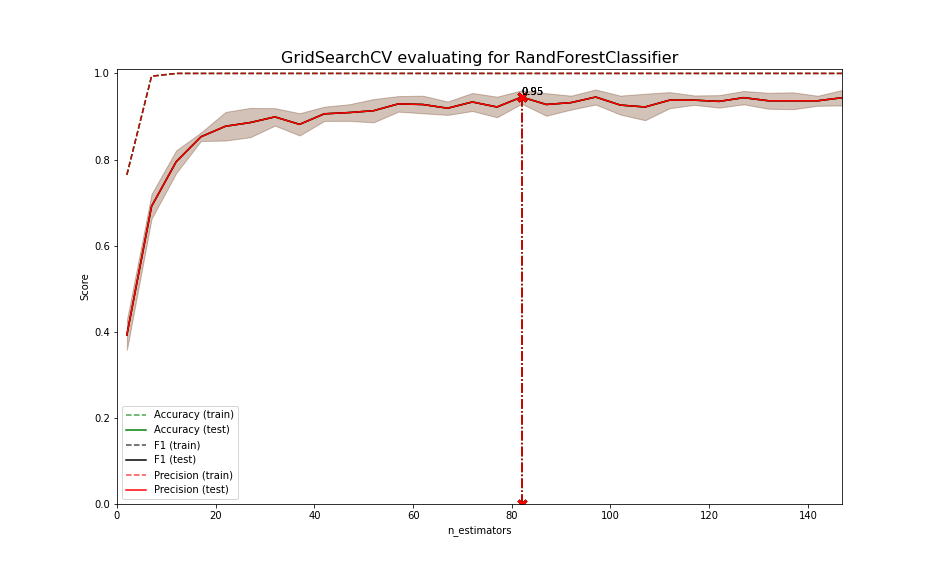 GridSearchCV evaluating for RandForestClassifier
1.0
0.8
0.6
0.4
0.2
0.0
Score
0.95
Accuracy (train)
Accuracy (test)
F1 (train)
F1 (test)
Precision (train)
Precision (test)
0 20 40 60 80 100 120 140
n_estimators